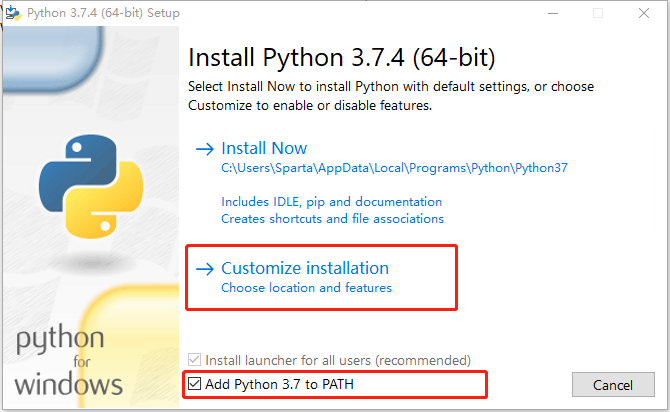 Python 3.7.4 (64-bit) Setup
Install Python 3.7.4 (64-bit)
Select Install Now to install Python with default settings, or choose
Customize to enable or disable features.
Install Now
C:\Users\Sparta\AppData\Local\Programs\Python\Python37
Includes IDLE, pip and documentation
Creates shortcuts and file associations
Customize installation
Choose location and features
python
for
windows
Install launcher for all users (recommended)
Add Python 3.7 to PATH
Cancel